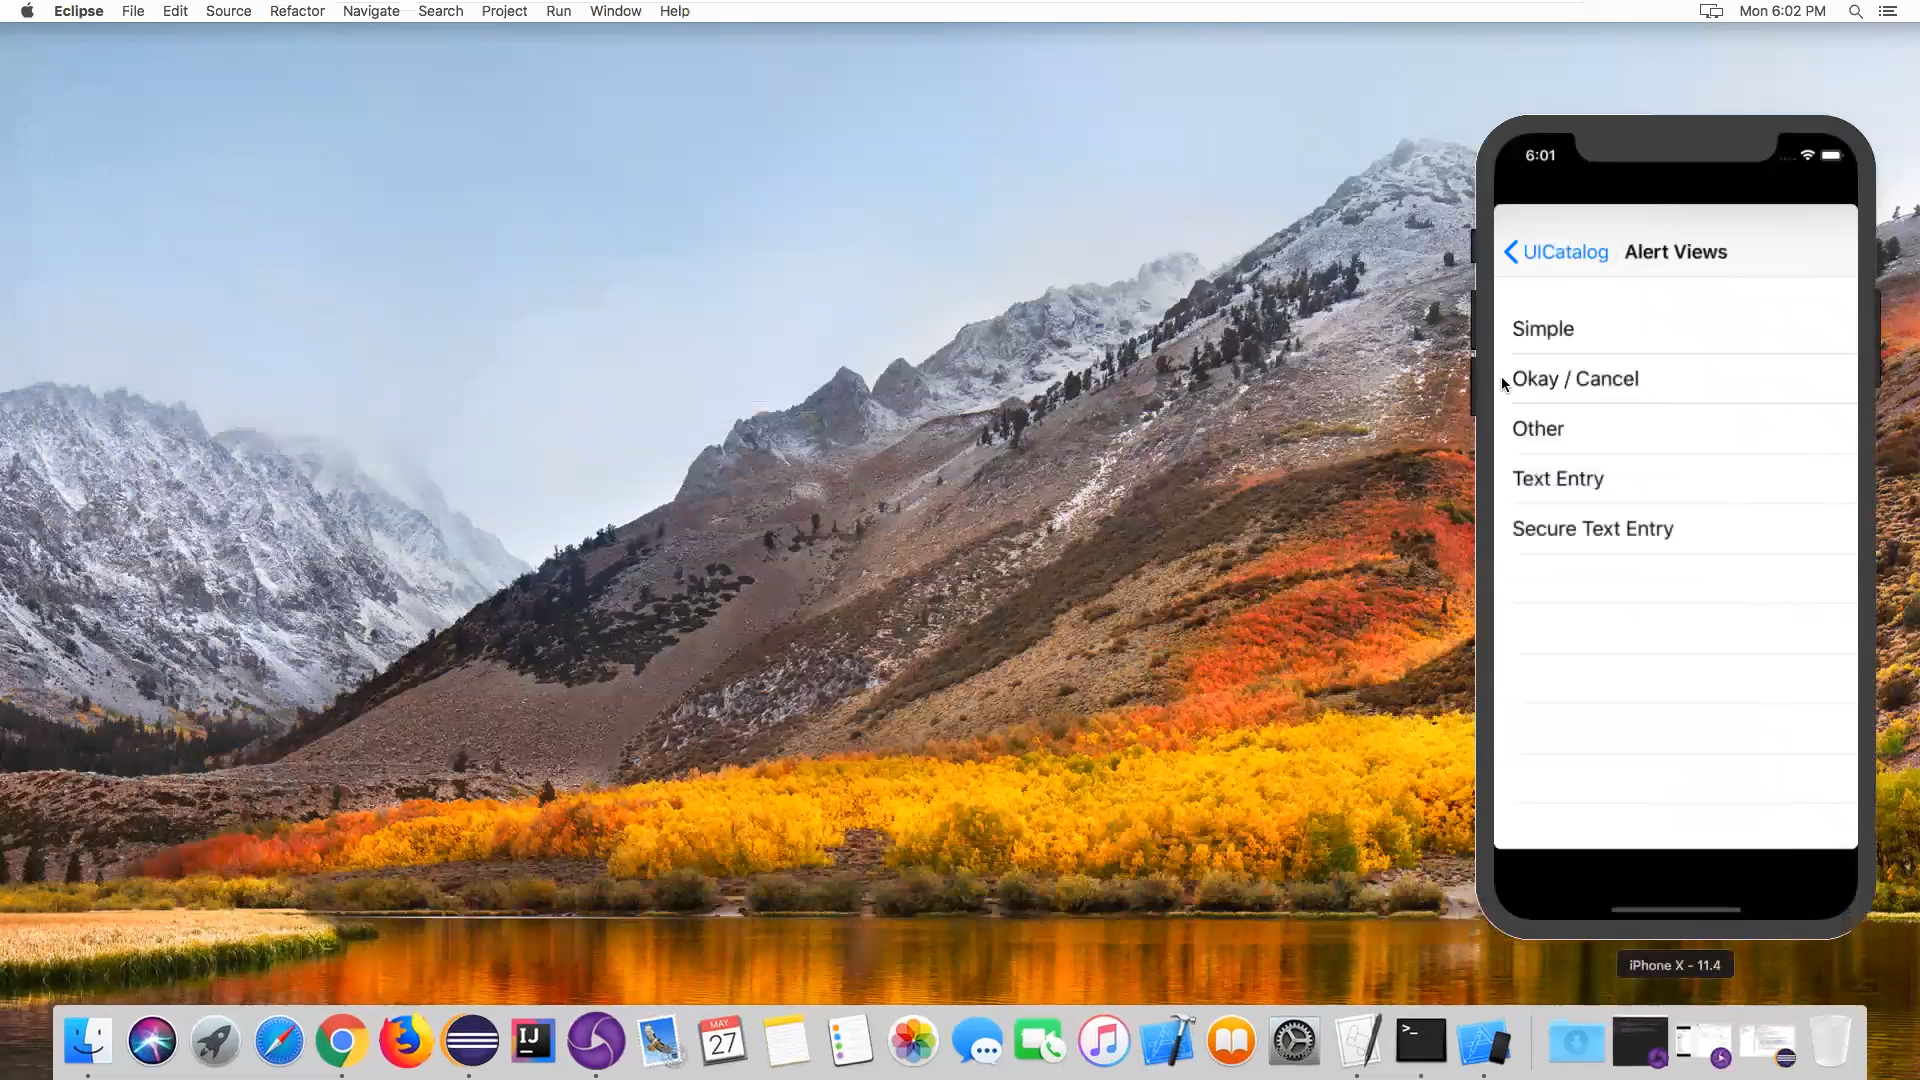 Eclipse File Edit Source Refactor Navigate Search Project Run Window Help Mon 6:02 PM
6:01
UICatalog Alert Views
Simple
Okay / Cancel
Other
Text Entry
Secure Text Entry
iPhone X - 11.4
MAY
27
IJ
>_